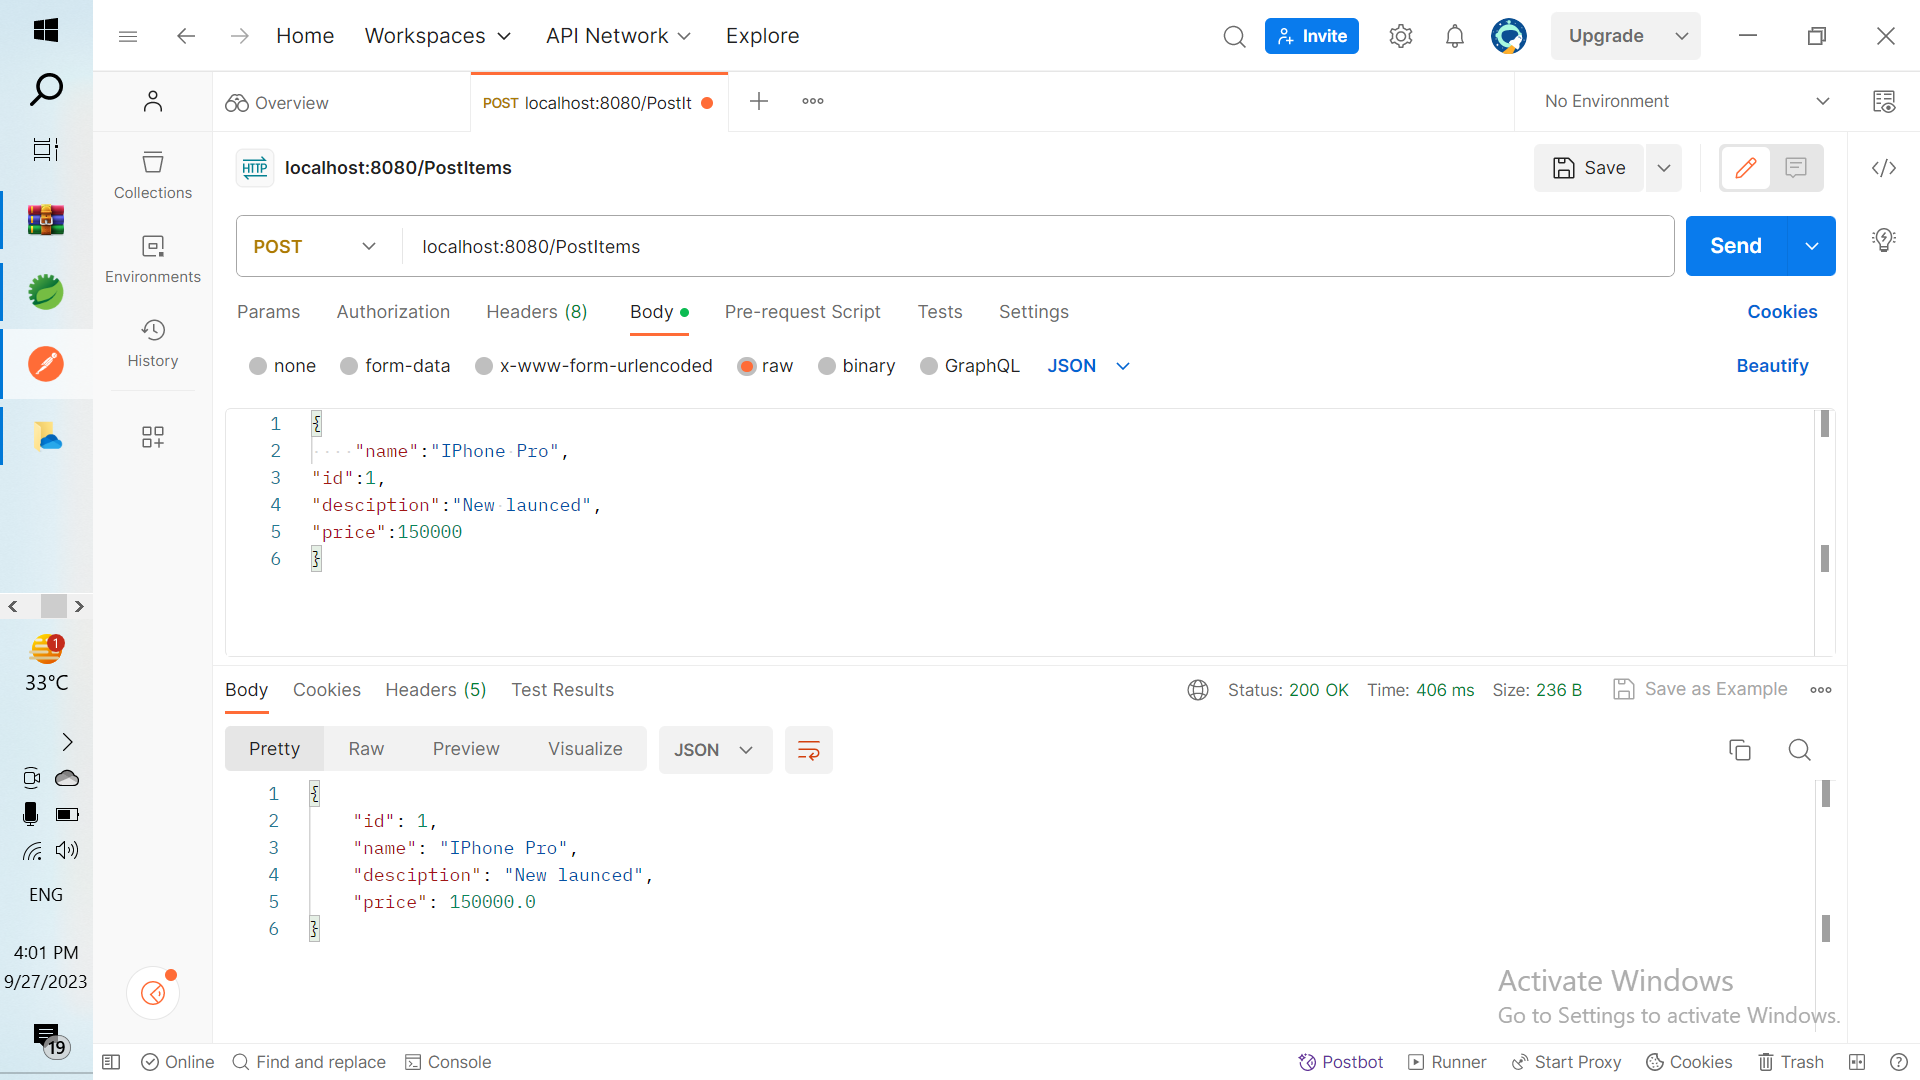 Home
Workspaces
API Network
Explore
Invite
Upgrade
Overview
POST localhost:8080/PostIt
No Environment
HTTP
localhost:8080/PostItems
Save
Collections
Environments
History
POST
localhost:8080/PostItems
Send
Params
Authorization
Headers (8)
Body
Pre-request Script
Tests
Settings
Cookies
none
form-data
x-www-form-urlencoded
raw
binary
GraphQL
JSON
Beautify
1 {
2 "name":"IPhone Pro",
3 "id":1,
4 "desciption":"New launced",
5 "price":150000
6 }
Body
Cookies
Headers (5)
Test Results
Status: 200 OK
Time: 406 ms
Size: 236 B
Save as Example
Pretty
Raw
Preview
Visualize
JSON
1 {
2 "id": 1,
3 "name": "IPhone Pro",
4 "desciption": "New launced",
5 "price": 150000.0
6 }
Activate Windows
Go to Settings to activate Windows.
1
33°C
ENG
4:01 PM
9/27/2023
19
Online
Find and replace
Console
Postbot
Runner
Start Proxy
Cookies
Trash